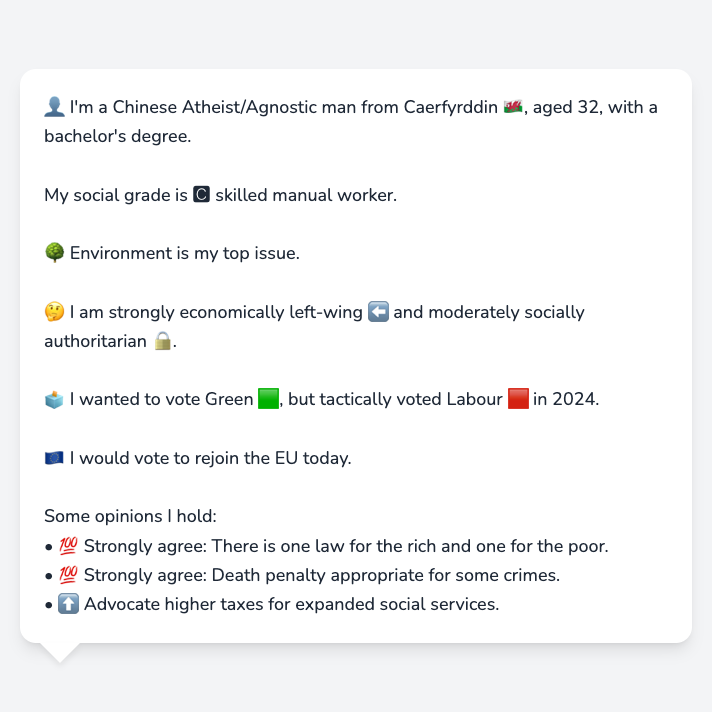 👤 I'm a Chinese Atheist/Agnostic man from Caerfyrddin 🏴󠁧󠁢󠁷󠁬󠁳󠁿, aged 32, with a
bachelor's degree.
My social grade is 🅲 skilled manual worker.
🌳 Environment is my top issue.
🤔 I am strongly economically left-wing ⬅️ and moderately socially
authoritarian 🔒.
🗳️ I wanted to vote Green 🟩, but tactically voted Labour 🟥 in 2024.
🇪🇺 I would vote to rejoin the EU today.
Some opinions I hold:
• 💯 Strongly agree: There is one law for the rich and one for the poor.
• 💯 Strongly agree: Death penalty appropriate for some crimes.
• ⬆️ Advocate higher taxes for expanded social services.